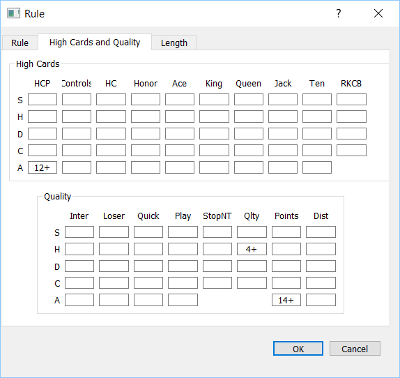 Rule ?
Rule High Cards and Quality Length
High Cards
HCP Controls HC Honor Ace King Queen Jack Ten RKCB
S
H
D
C
A 12+
Quality
Inter Loser Quick Play StopNT Qlty Points Dist
S
H 4+
D
C
A 14+
OK Cancel